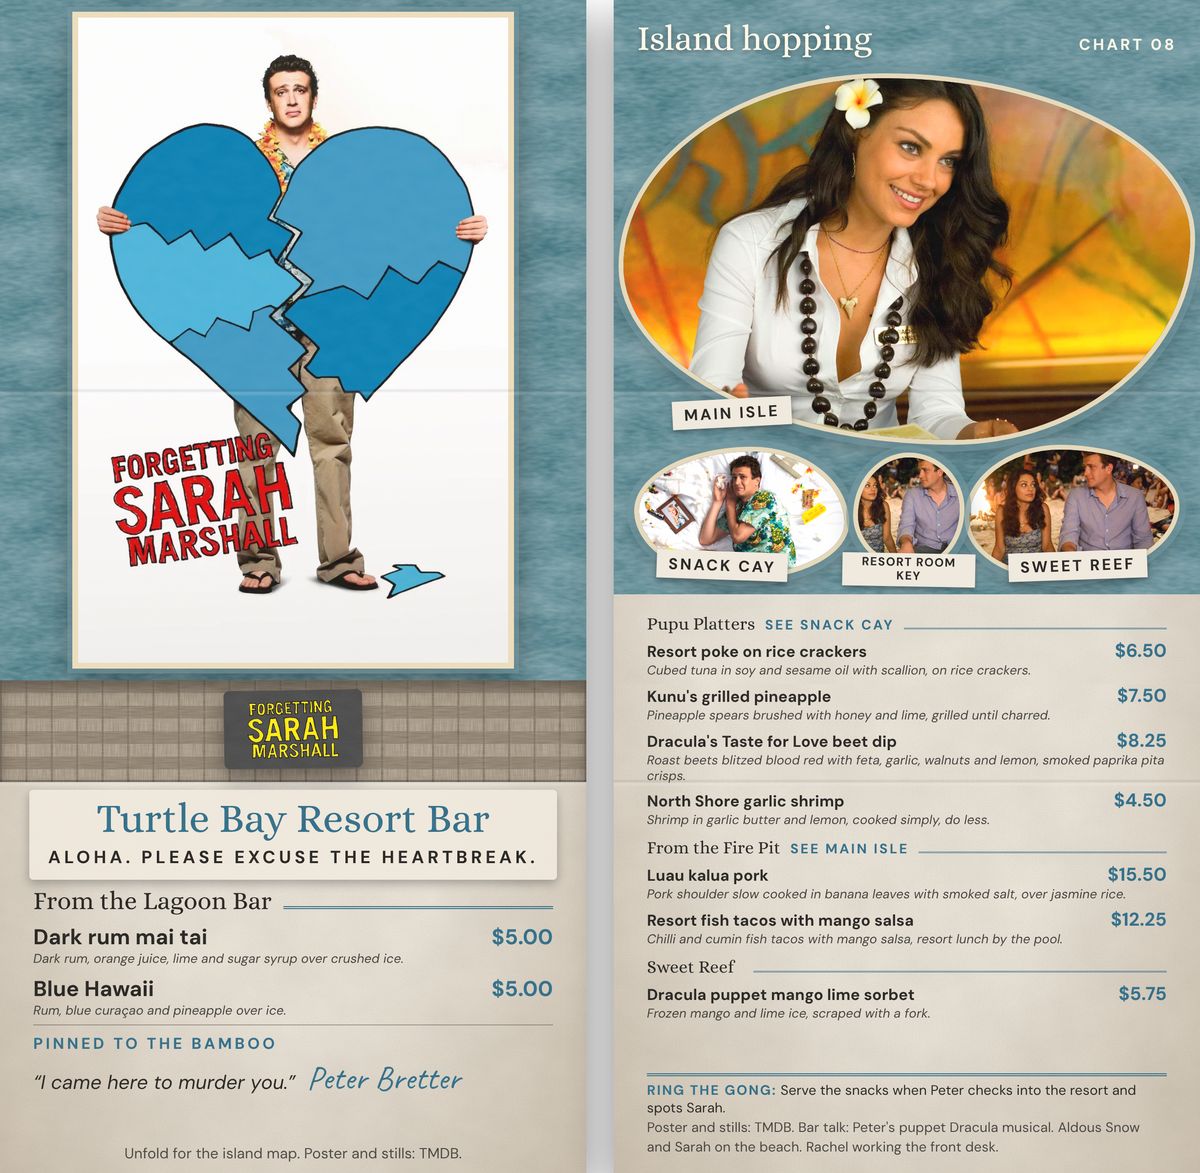 FORGETTING
SARAH
MARSHALL
FORGETTING
SARAH
MARSHALL
Turtle Bay Resort Bar
ALOHA. PLEASE EXCUSE THE HEARTBREAK.
From the Lagoon Bar
Dark rum mai tai $5.00
Dark rum, orange juice, lime and sugar syrup over crushed ice.
Blue Hawaii $5.00
Rum, blue curaçao and pineapple over ice.
PINNED TO THE BAMBOO
“I came here to murder you.” Peter Bretter
Unfold for the island map. Poster and stills: TMDB.
Island hopping
CHART 08
MAIN ISLE
SNACK CAY
RESORT ROOM
KEY
SWEET REEF
Pupu Platters SEE SNACK CAY
Resort poke on rice crackers $6.50
Cubed tuna in soy and sesame oil with scallion, on rice crackers.
Kunu's grilled pineapple $7.50
Pineapple spears brushed with honey and lime, grilled until charred.
Dracula's Taste for Love beet dip $8.25
Roast beets blitzed blood red with feta, garlic, walnuts and lemon, smoked paprika pita
crisps.
North Shore garlic shrimp $4.50
Shrimp in garlic butter and lemon, cooked simply, do less.
From the Fire Pit SEE MAIN ISLE
Luau kalua pork $15.50
Pork shoulder slow cooked in banana leaves with smoked salt, over jasmine rice.
Resort fish tacos with mango salsa $12.25
Chilli and cumin fish tacos with mango salsa, resort lunch by the pool.
Sweet Reef
Dracula puppet mango lime sorbet $5.75
Frozen mango and lime ice, scraped with a fork.
RING THE GONG: Serve the snacks when Peter checks into the resort and
spots Sarah.
Poster and stills: TMDB. Bar talk: Peter's puppet Dracula musical. Aldous Snow
and Sarah on the beach. Rachel working the front desk.